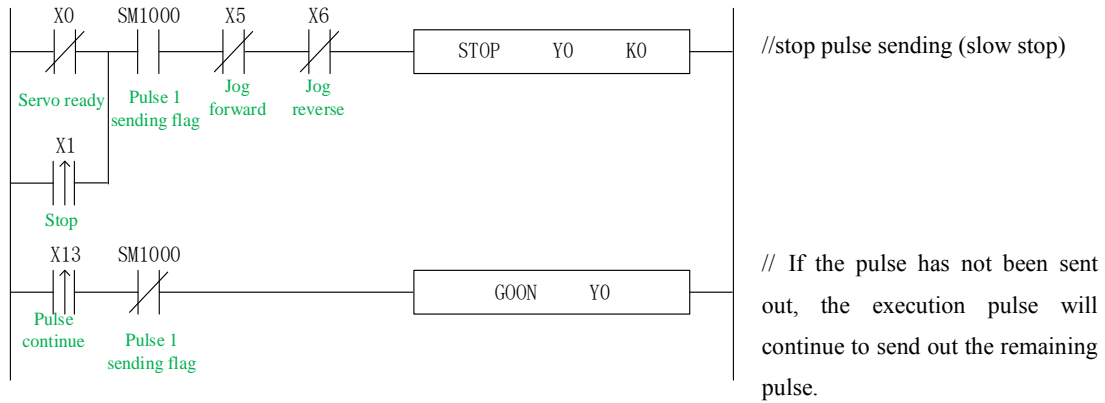 X0 SM1000 X5 X6
STOP Y0 K0
//stop pulse sending (slow stop)
Servo ready
Pulse 1
sending flag
Jog
forward
Jog
reverse
X1
Stop
X13 SM1000
GOON Y0
// If the pulse has not been sent
out, the execution pulse will
continue to send out the remaining
pulse.
Pulse
continue
Pulse 1
sending flag